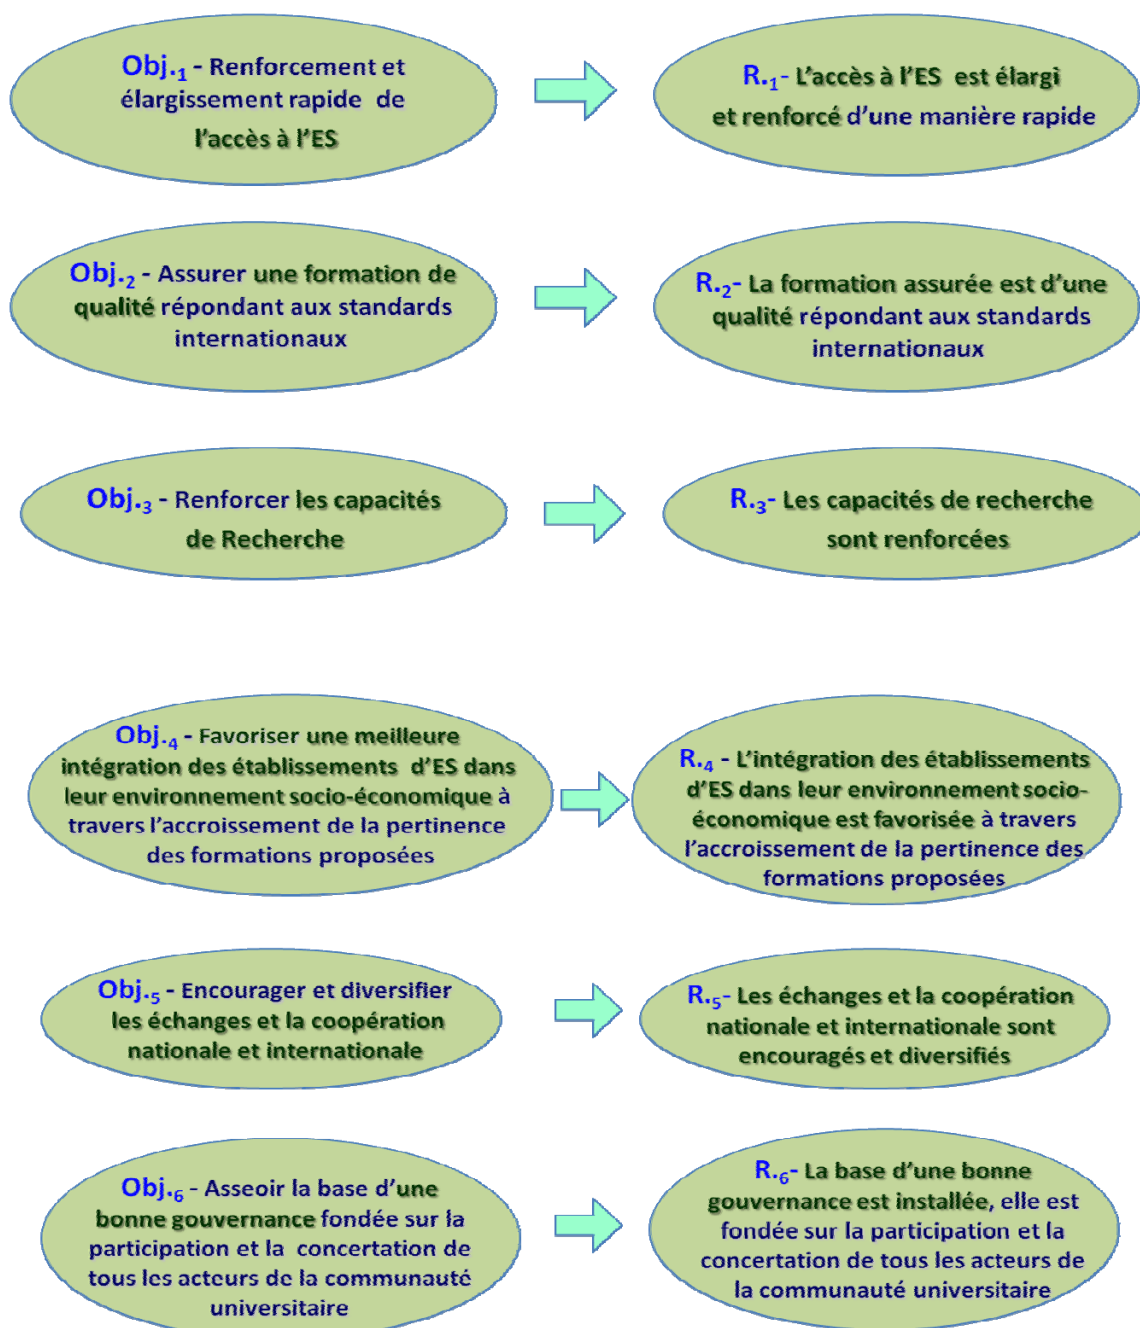 Obj.1 - Renforcement et
élargissement rapide de
l’accès à l’ES
R.1- L’accès à l’ES est élargi
et renforcé d’une manière rapide
Obj.2 - Assurer une formation de
qualité répondant aux standards
internationaux
R.2- La formation assurée est d’une
qualité répondant aux standards
internationaux
Obj.3 - Renforcer les capacités
de Recherche
R.3- Les capacités de recherche
sont renforcées
Obj.4 - Favoriser une meilleure
intégration des établissements d’ES dans
leur environnement socio-économique à
travers l’accroissement de la pertinence
des formations proposées
R.4 - L’intégration des établissements
d’ES dans leur environnement socio-
économique est favorisée à travers
l’accroissement de la pertinence des
formations proposées
Obj.5 - Encourager et diversifier
les échanges et la coopération
nationale et internationale
R.5- Les échanges et la coopération
nationale et internationale sont
encouragés et diversifiés
Obj.6 - Asseoir la base d’une
bonne gouvernance fondée sur la
participation et la concertation de
tous les acteurs de la communauté
universitaire
R.6- La base d’une bonne
gouvernance est installée, elle est
fondée sur la participation et la
concertation de tous les acteurs de
la communauté universitaire